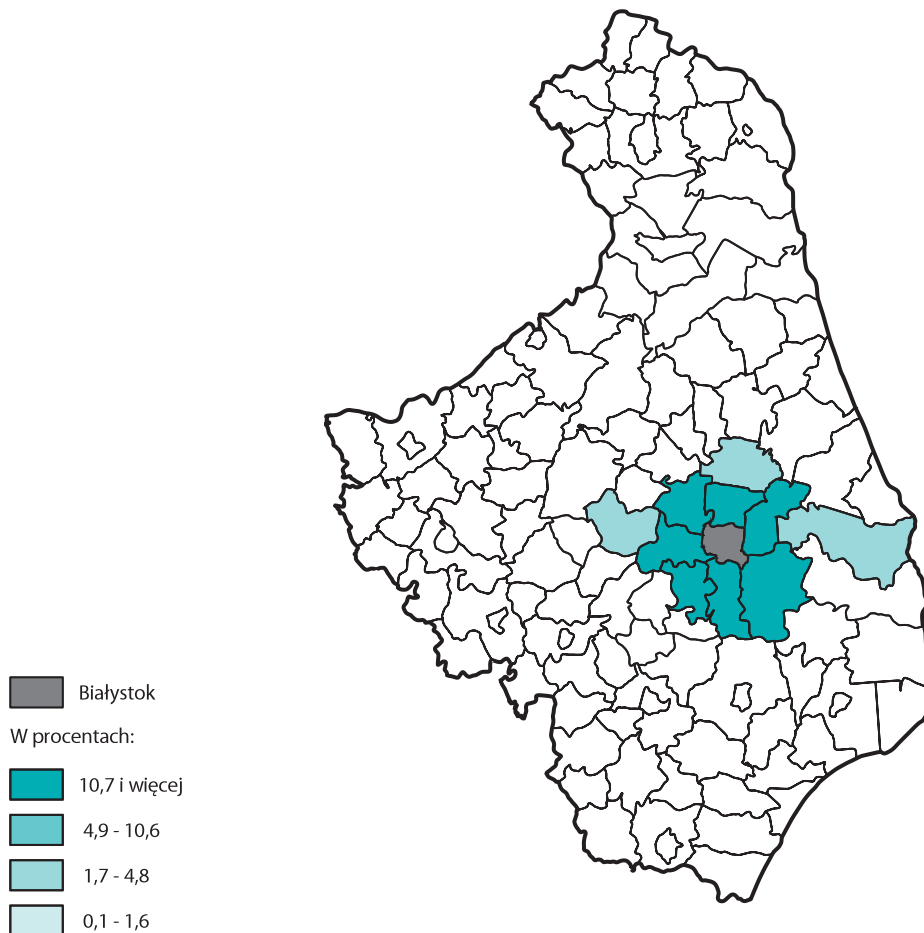 Białystok
W procentach:
10,7 i więcej
4,9 - 10,6
1,7 - 4,8
0,1 - 1,6